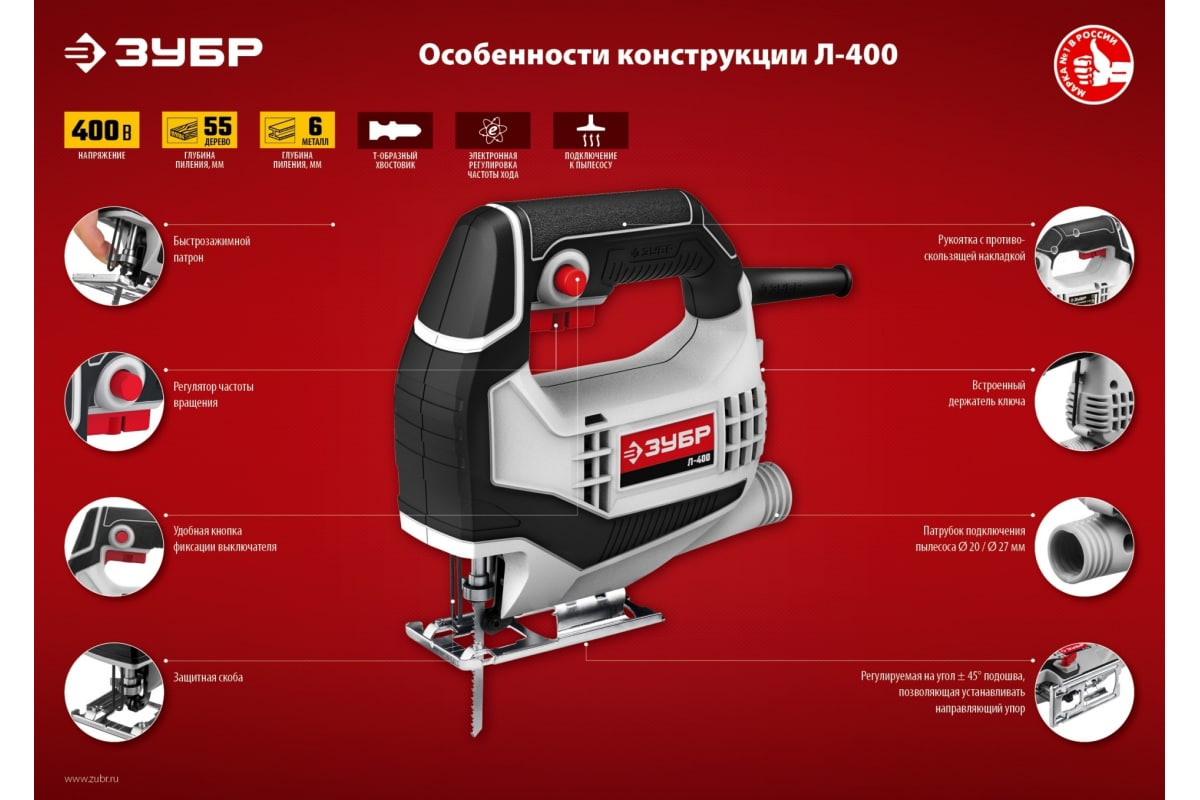 ЗУБР
Особенности конструкции Л-400
МАРКА №1 В РОССИИ
400 В
НАПРЯЖЕНИЕ
55
ДЕРЕВО
ГЛУБИНА
ПИЛЕНИЯ, ММ
6
МЕТАЛЛ
ГЛУБИНА
ПИЛЕНИЯ, ММ
Т-ОБРАЗНЫЙ
ХВОСТОВИК
e
ЭЛЕКТРОННАЯ
РЕГУЛИРОВКА
ЧАСТОТЫ ХОДА
ПОДКЛЮЧЕНИЕ
К ПЫЛЕСОСУ
Быстрозажимной
патрон
Регулятор частоты
вращения
Удобная кнопка
фиксации выключателя
Защитная скоба
ЗУБР
ЗУБР
ЗУБР
Л-400
Рукоятка с противо-
скользящей накладкой
Встроенный
держатель ключа
Патрубок подключения
пылесоса Ø 20 / Ø 27 мм
Регулируемая на угол ± 45° подошва,
позволяющая устанавливать
направляющий упор
www.zubr.ru